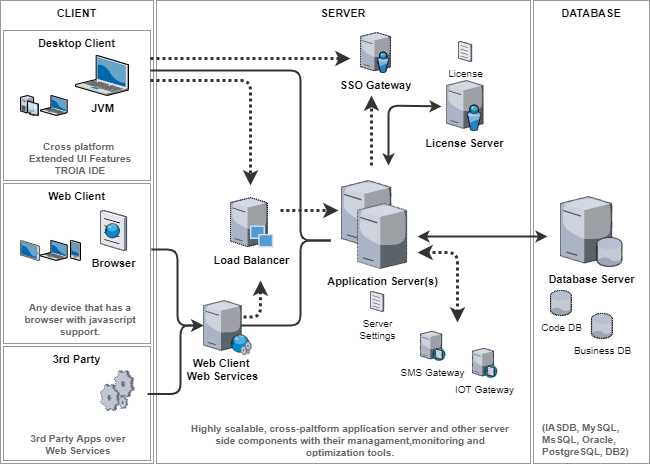 CLIENT
SERVER
DATABASE
Desktop Client
JVM
Cross platform
Extended UI Features
TROIA IDE
SSO Gateway
License
License Server
Web Client
Browser
Any device that has a
browser with javascript
support.
Load Balancer
Application Server(s)
Server
Settings
SMS Gateway
IOT Gateway
Web Client
Web Services
Database Server
Code DB
Business DB
3rd Party
3rd Party Apps over
Web Services
Highly scalable, cross-paltform application server and other server
side components with their managament,monitoring and
optimization tools.
(IASDB, MySQL,
MsSQL, Oracle,
PostgreSQL, DB2)